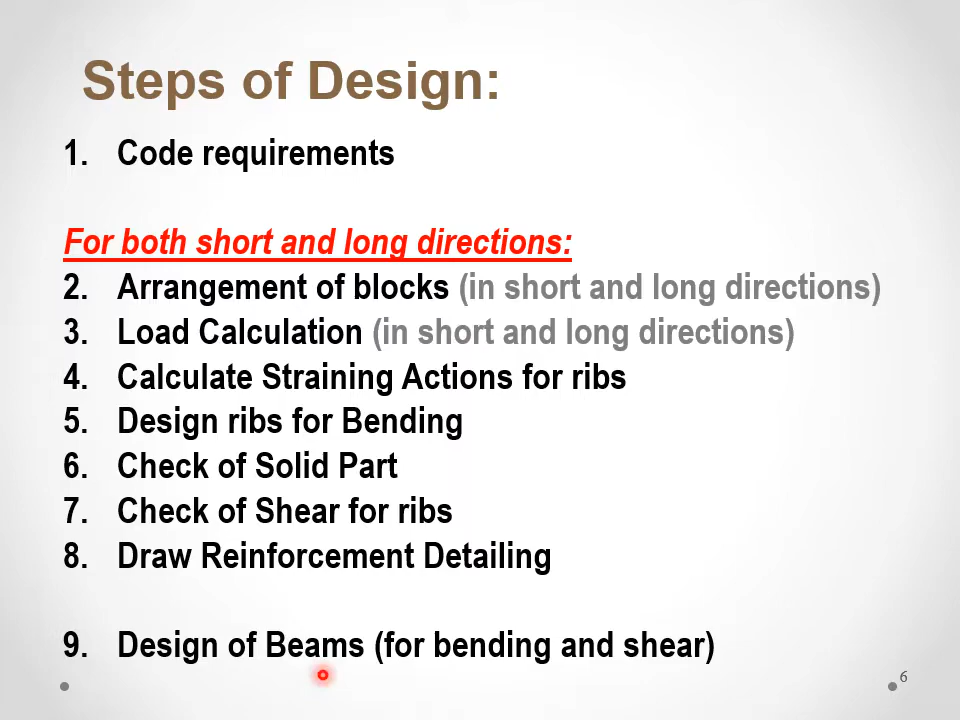 Steps of Design:
1. Code requirements
For both short and long directions:
2. Arrangement of blocks (in short and long directions)
3. Load Calculation (in short and long directions)
4. Calculate Straining Actions for ribs
5. Design ribs for Bending
6. Check of Solid Part
7. Check of Shear for ribs
8. Draw Reinforcement Detailing
9. Design of Beams (for bending and shear)
6